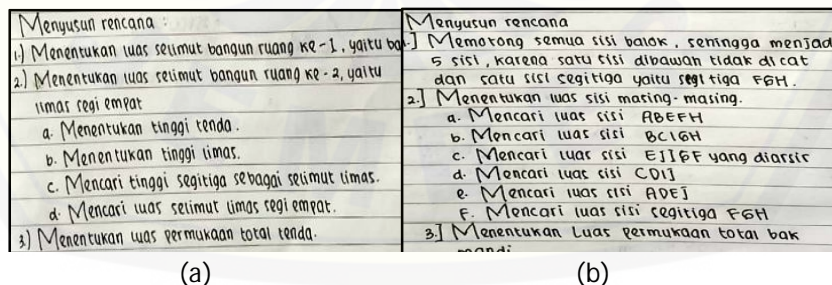 Menyusun rencana :
1.) Menentukan luas selimut bangun ruang ke-1, yaitu ba
2.) Menentukan luas selimut bangun ruang ke-2, yaitu
limas segi empat
a. Menentukan tinggi tenda.
b. Menentukan tinggi limas.
c. Mencari tinggi segitiga sebagai selimut limas.
d. Mencari luas selimut limas segi empat.
3.) Menentukan luas permukaan total tenda.
(a)
Menyusun rencana
.] Memotong semua sisi balok, sehingga menjad
5 sisi, karena satu sisi dibawah tidak di cat
dan satu sisi segitiga yaitu segitiga FGH.
2.] Menentukan luas sisi masing-masing.
a. Mencari luas sisi ABEFH
b. Mencari luas sisi BCIGH
c. Mencari luas sisi EJIGF yang diarsir
d. Mencari luas sisi CDIJ
e. Mencari luas sisi ADEJ
F. Mencari luas sisi segitiga FGH
3.] Menentukan Luas permukaan total bak
mandi
(b)